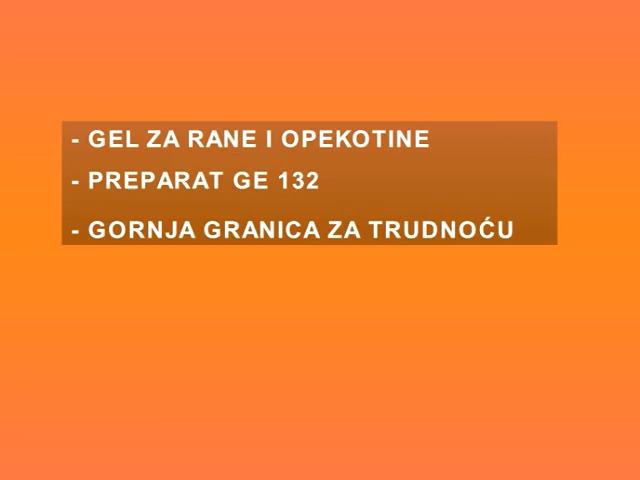 - GEL ZA RANE I OPEKOTINE
- PREPARAT GE 132
- GORNJA GRANICA ZA TRUDNOĆU